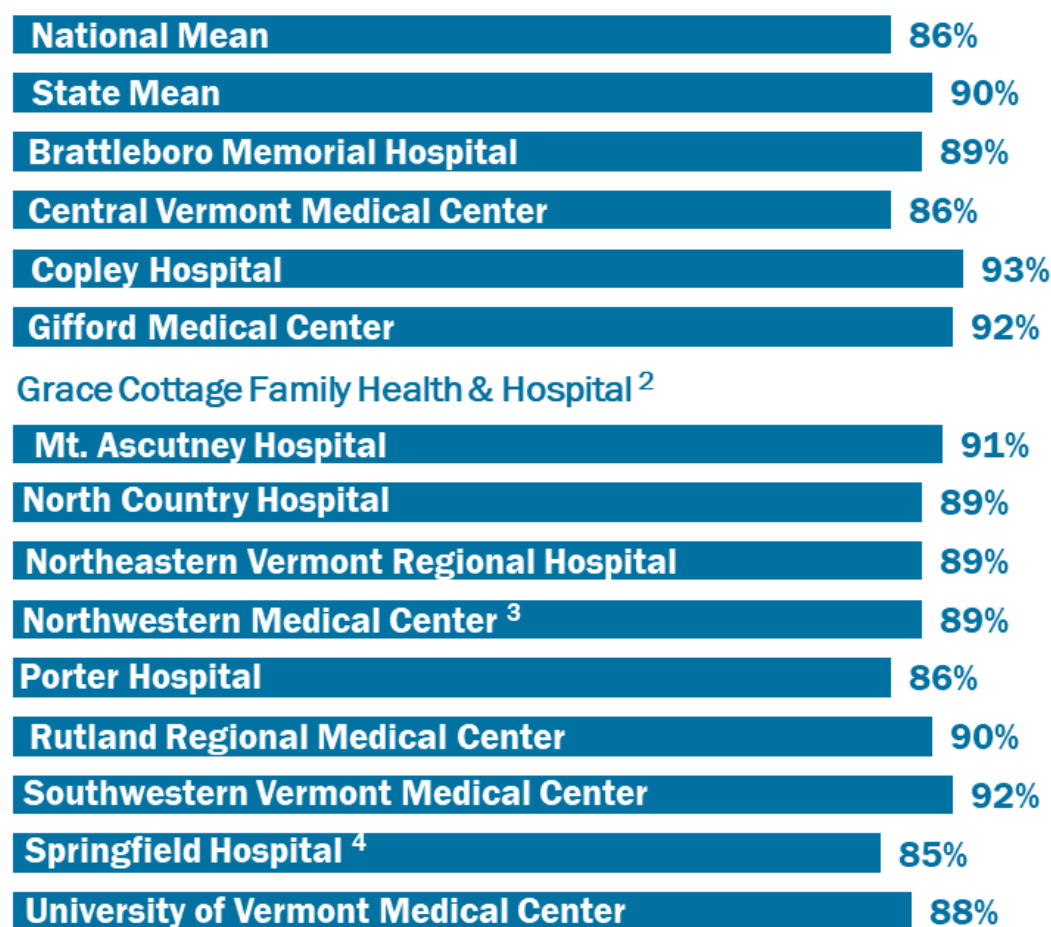 National Mean 86%
State Mean 90%
Brattleboro Memorial Hospital 89%
Central Vermont Medical Center 86%
Copley Hospital 93%
Gifford Medical Center 92%
Grace Cottage Family Health & Hospital ²
Mt. Ascutney Hospital 91%
North Country Hospital 89%
Northeastern Vermont Regional Hospital 89%
Northwestern Medical Center ³ 89%
Porter Hospital 86%
Rutland Regional Medical Center 90%
Southwestern Vermont Medical Center 92%
Springfield Hospital ⁴ 85%
University of Vermont Medical Center 88%